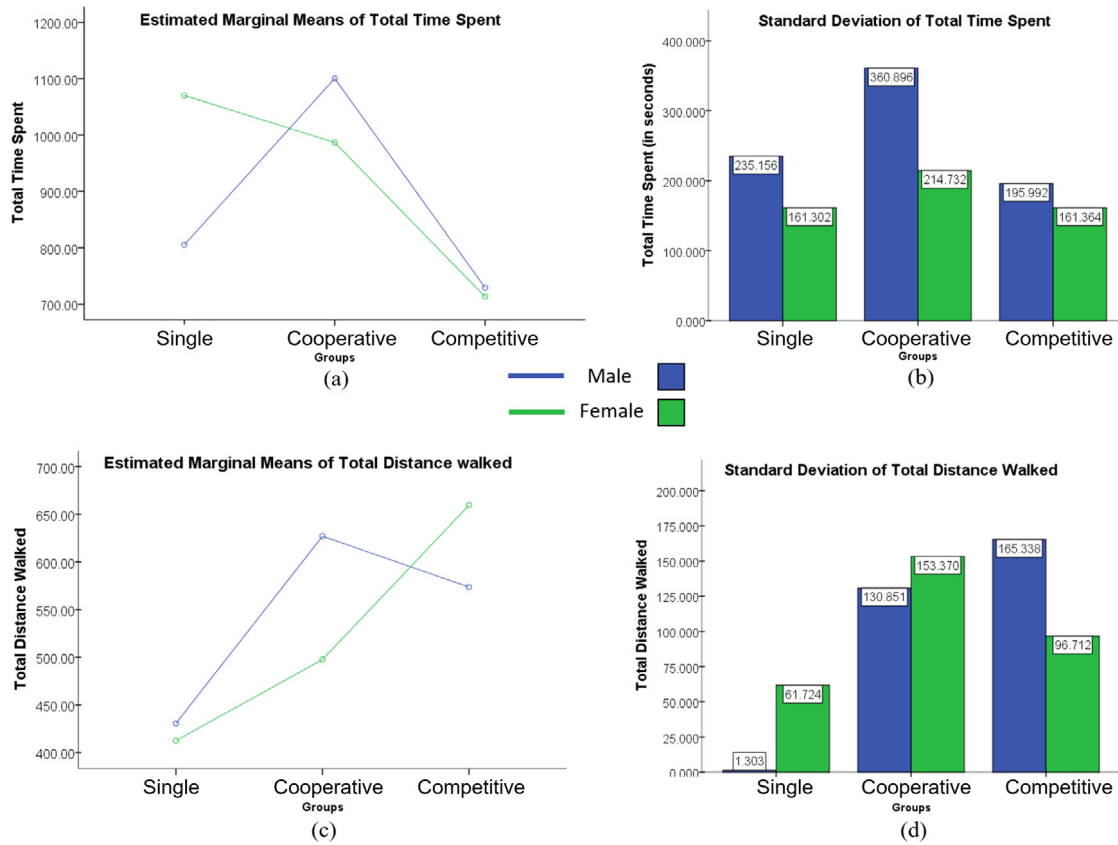 Estimated Marginal Means of Total Time Spent
1200.00
1100.00
1000.00
900.00
800.00
700.00
Total Time Spent
Single Cooperative Competitive
Groups
(a)
Standard Deviation of Total Time Spent
400.000
300.000
200.000
100.000
0.000
Total Time Spent (in seconds)
235.156
161.302
360.896
214.732
195.992
161.364
Single Cooperative Competitive
Groups
(b)
Male
Female
Estimated Marginal Means of Total Distance walked
700.00
650.00
600.00
550.00
500.00
450.00
400.00
Total Distance Walked
Single Cooperative Competitive
Groups
(c)
Standard Deviation of Total Distance Walked
200.000
175.000
150.000
125.000
100.000
75.000
50.000
25.000
0.000
Total Distance Walked
1.303
61.724
130.851
153.370
165.338
96.712
Single Cooperative Competitive
Groups
(d)